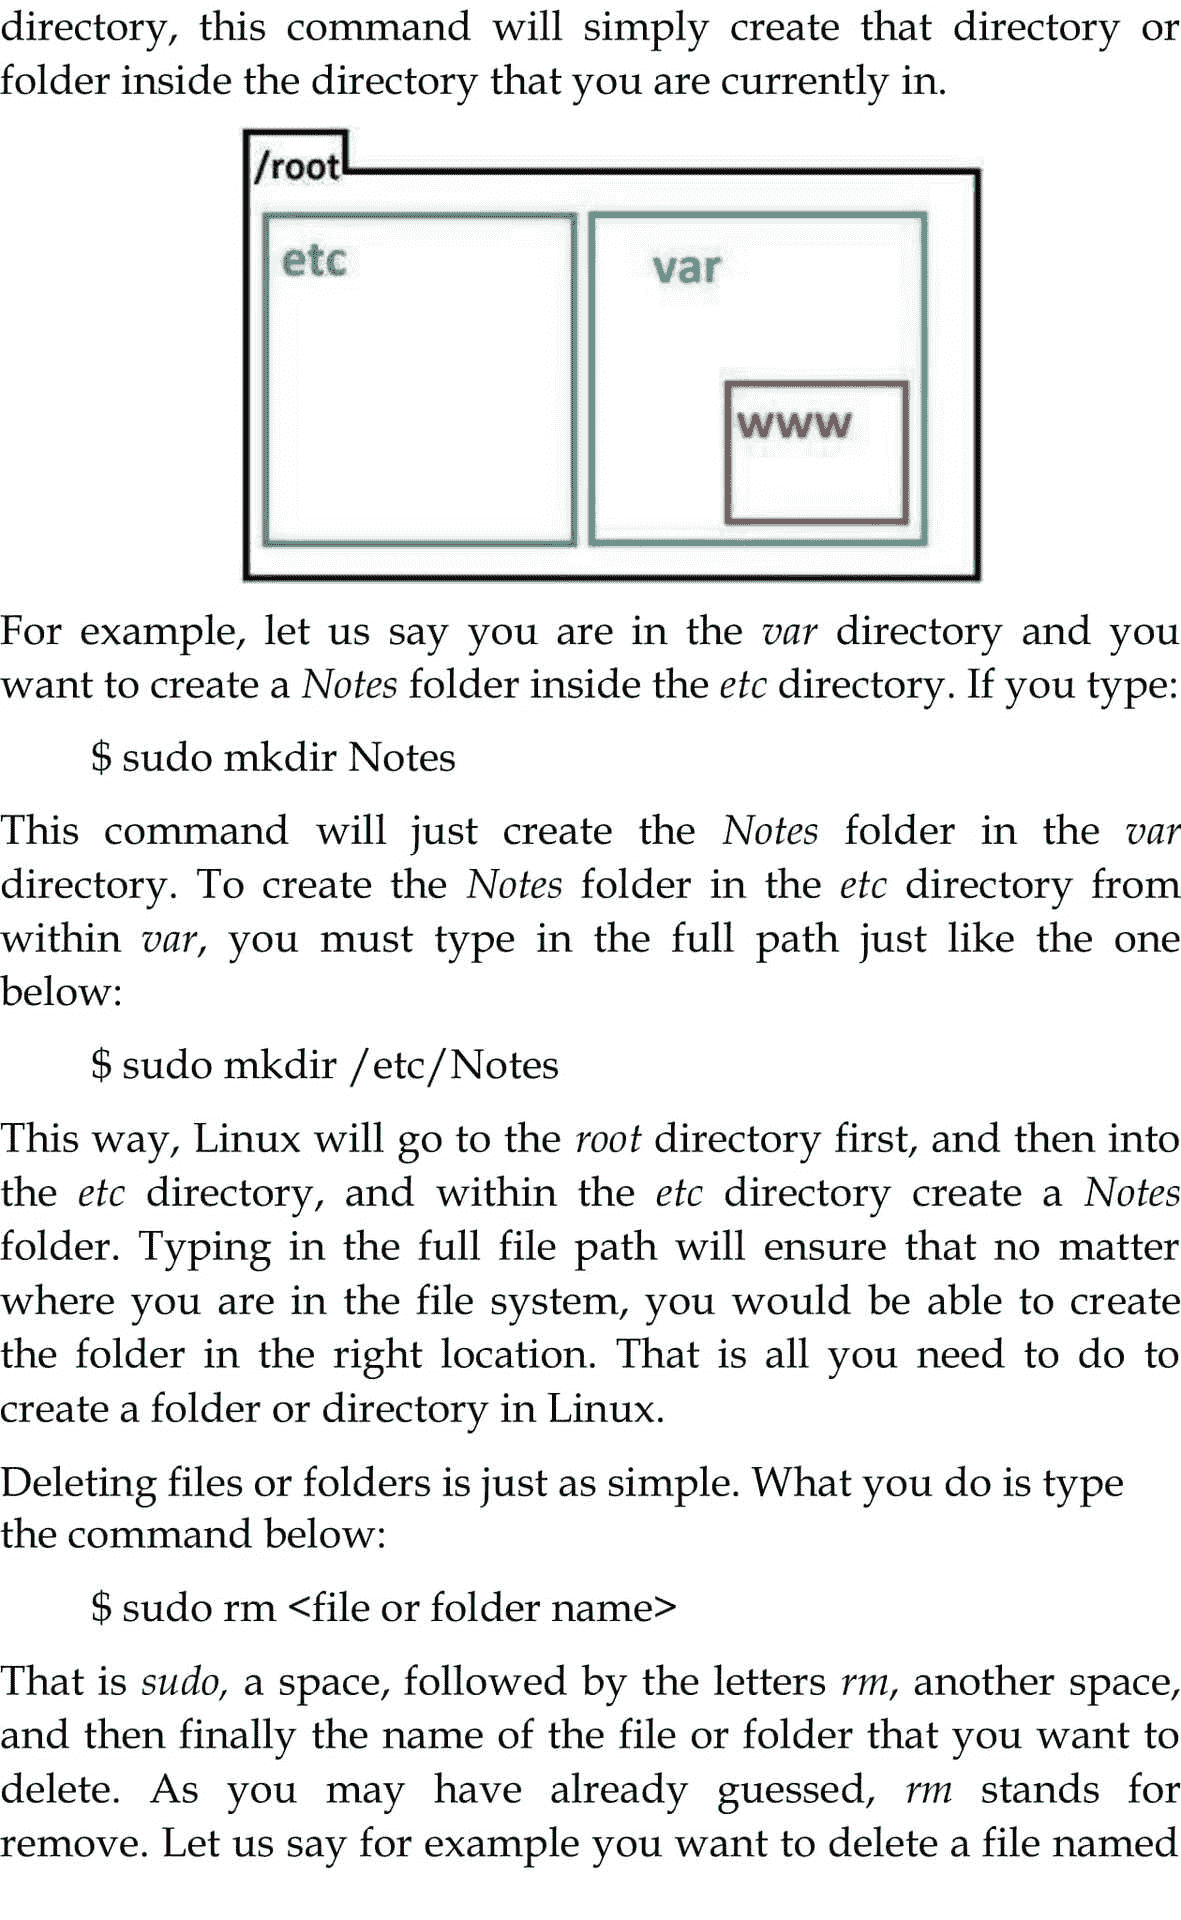 directory, this command will simply create that directory or
folder inside the directory that you are currently in.
/root
etc
var
www
For example, let us say you are in the var directory and you
want to create a Notes folder inside the etc directory. If you type:
$ sudo mkdir Notes
This command will just create the Notes folder in the var
directory. To create the Notes folder in the etc directory from
within var, you must type in the full path just like the one
below:
$ sudo mkdir /etc/Notes
This way, Linux will go to the root directory first, and then into
the etc directory, and within the etc directory create a Notes
folder. Typing in the full file path will ensure that no matter
where you are in the file system, you would be able to create
the folder in the right location. That is all you need to do to
create a folder or directory in Linux.
Deleting files or folders is just as simple. What you do is type
the command below:
$ sudo rm <file or folder name>
That is sudo, a space, followed by the letters rm, another space,
and then finally the name of the file or folder that you want to
delete. As you may have already guessed, rm stands for
remove. Let us say for example you want to delete a file named